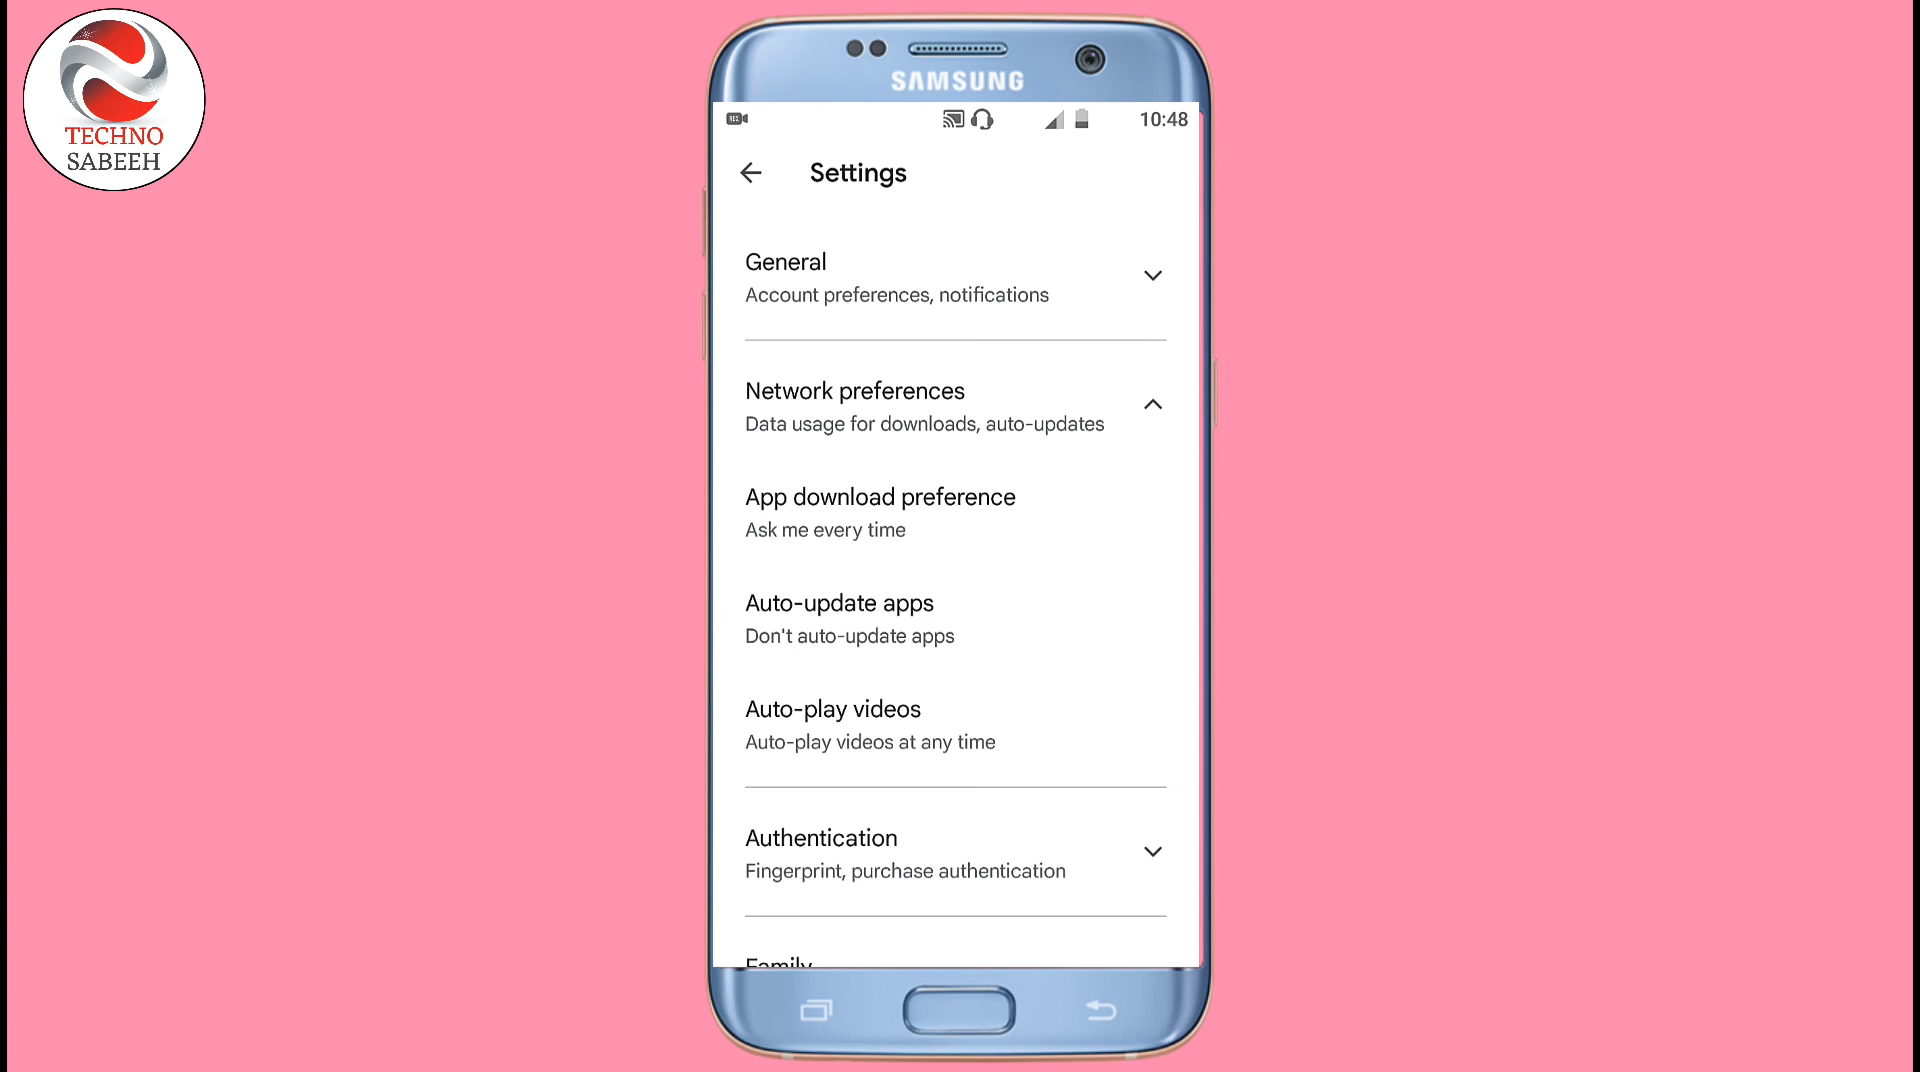 TECHNO
SABEEH
SAMSUNG
REC
10:48
Settings
General
Account preferences, notifications
Network preferences
Data usage for downloads, auto-updates
App download preference
Ask me every time
Auto-update apps
Don't auto-update apps
Auto-play videos
Auto-play videos at any time
Authentication
Fingerprint, purchase authentication
Family